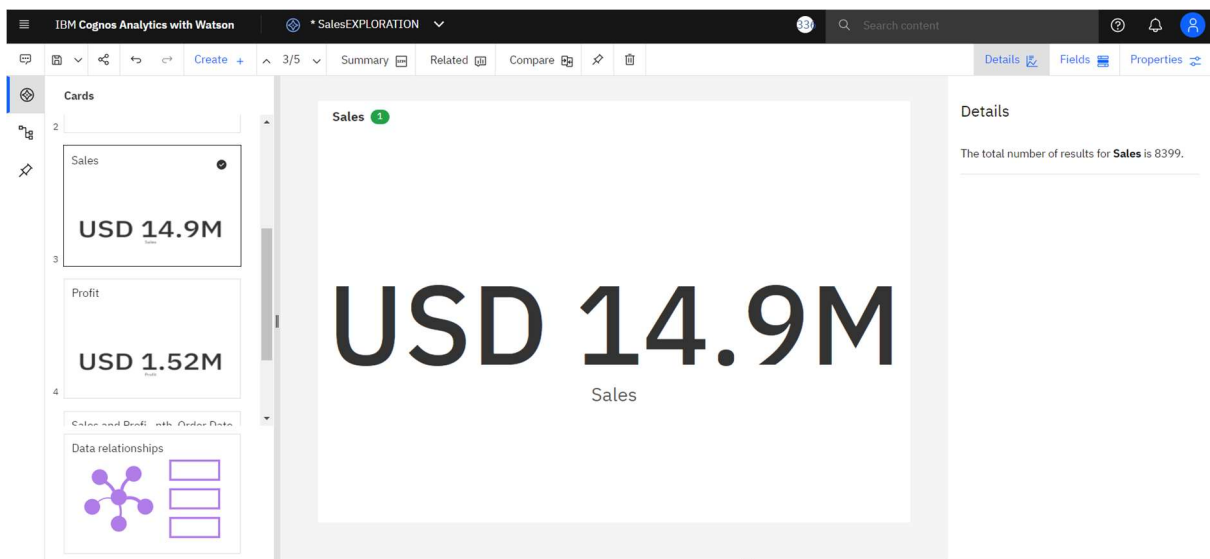 IBM Cognos Analytics with Watson
* SalesEXPLORATION
Search content
Create +
3/5
Summary
Related
Compare
Details
Fields
Properties
Cards
2
Sales
USD 14.9M
Sales
3
Profit
USD 1.52M
Profit
4
Data relationships
Sales 1
USD 14.9M
Sales
Details
The total number of results for Sales is 8399.